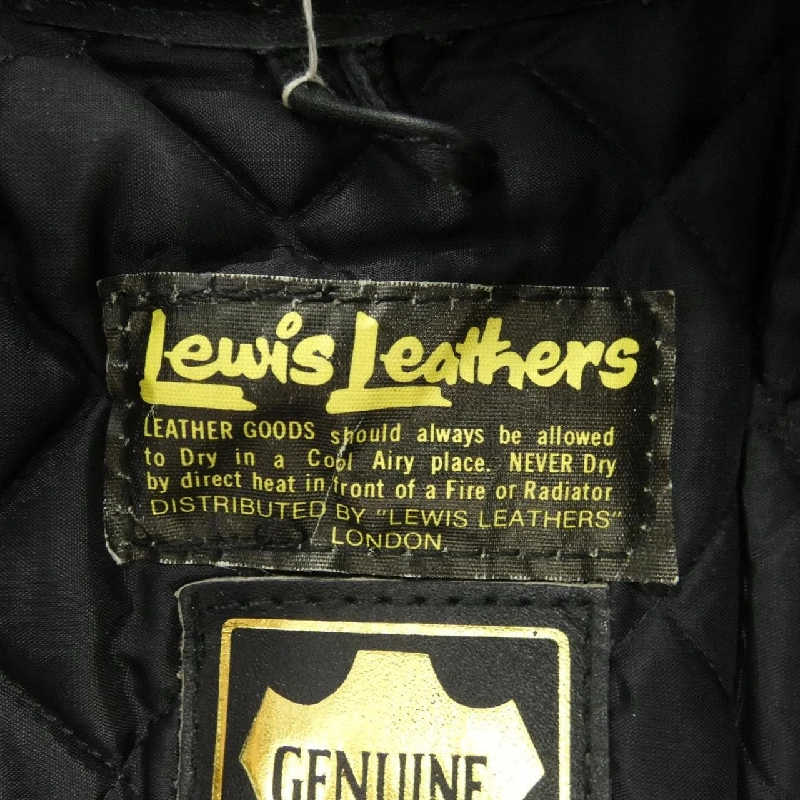 Lewis Leathers
LEATHER GOODS should always be allowed
to Dry in a Cool Airy place. NEVER Dry
by direct heat in front of a Fire or Radiator
DISTRIBUTED BY "LEWIS LEATHERS"
LONDON
GENUINE